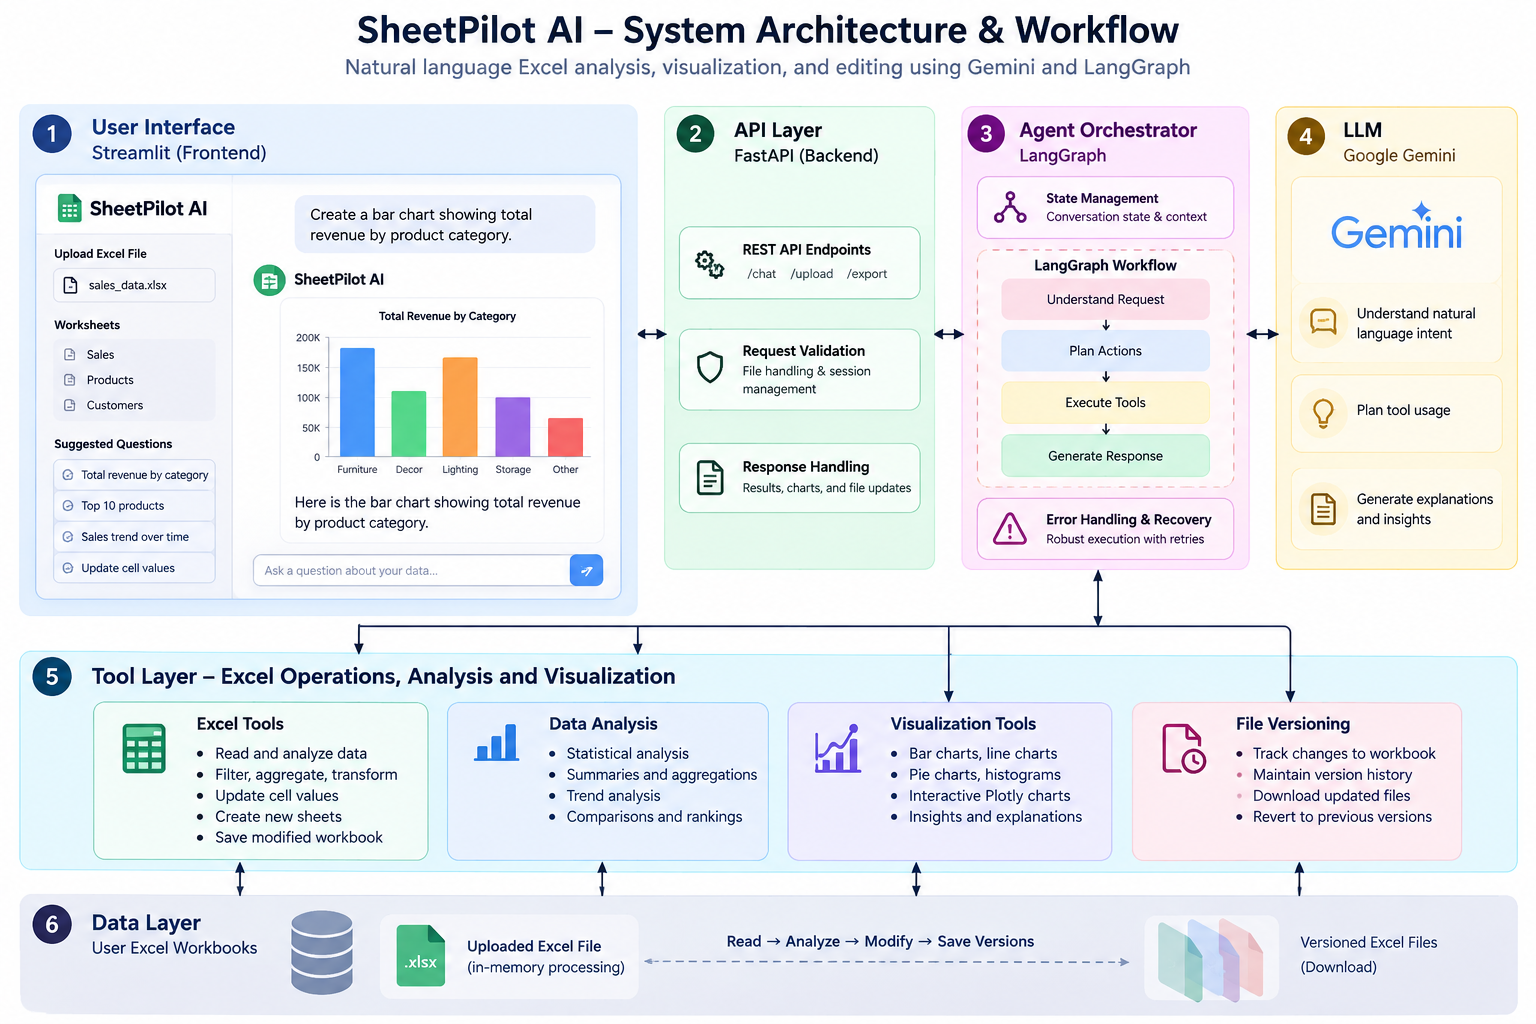 SheetPilot AI – System Architecture & Workflow
Natural language Excel analysis, visualization, and editing using Gemini and LangGraph
1
User Interface
Streamlit (Frontend)
SheetPilot AI
Upload Excel File
sales_data.xlsx
Worksheets
Sales
Products
Customers
Suggested Questions
Total revenue by category
Top 10 products
Sales trend over time
Update cell values
Create a bar chart showing total
revenue by product category.
SheetPilot AI
Total Revenue by Category
200K
150K
100K
50K
0
Furniture
Decor
Lighting
Storage
Other
Here is the bar chart showing total revenue
by product category.
Ask a question about your data...
2
API Layer
FastAPI (Backend)
REST API Endpoints
/chat /upload /export
Request Validation
File handling & session
management
Response Handling
Results, charts, and file updates
3
Agent Orchestrator
LangGraph
State Management
Conversation state & context
LangGraph Workflow
Understand Request
Plan Actions
Execute Tools
Generate Response
Error Handling & Recovery
Robust execution with retries
4
LLM
Google Gemini
Gemini
Understand natural
language intent
Plan tool usage
Generate explanations
and insights
5
Tool Layer – Excel Operations, Analysis and Visualization
Excel Tools
• Read and analyze data
• Filter, aggregate, transform
• Update cell values
• Create new sheets
• Save modified workbook
Data Analysis
• Statistical analysis
• Summaries and aggregations
• Trend analysis
• Comparisons and rankings
Visualization Tools
• Bar charts, line charts
• Pie charts, histograms
• Interactive Plotly charts
• Insights and explanations
File Versioning
• Track changes to workbook
• Maintain version history
• Download updated files
• Revert to previous versions
6
Data Layer
User Excel Workbooks
.xlsx
Uploaded Excel File
(in-memory processing)
Read → Analyze → Modify → Save Versions
Versioned Excel Files
(Download)